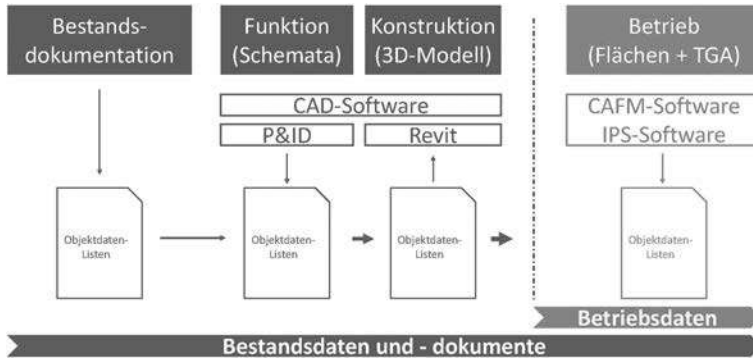 Bestands-
dokumentation
Funktion
(Schemata)
Konstruktion
(3D-Modell)
Betrieb
(Flächen + TGA)
CAD-Software
P&ID
Revit
CAFM-Software
IPS-Software
Objektdaten-
Listen
Objektdaten-
Listen
Objektdaten-
Listen
Objektdaten-
Listen
Betriebsdaten
Bestandsdaten und - dokumente